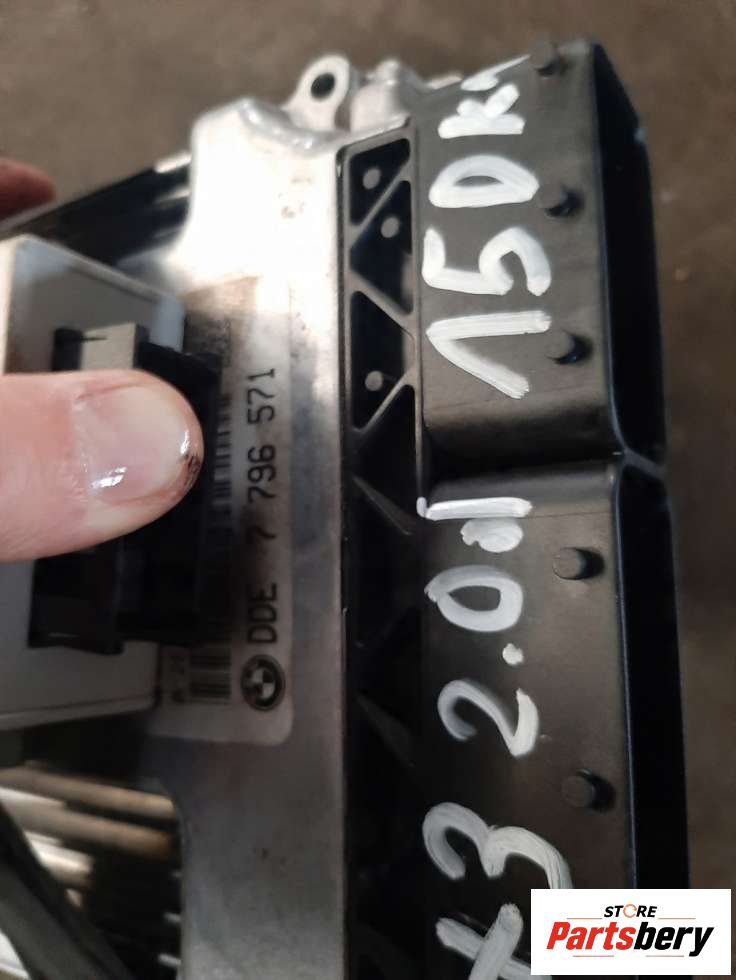 DDE 7 796 571
X3 2.0d 150kW
STORE
Partsbery